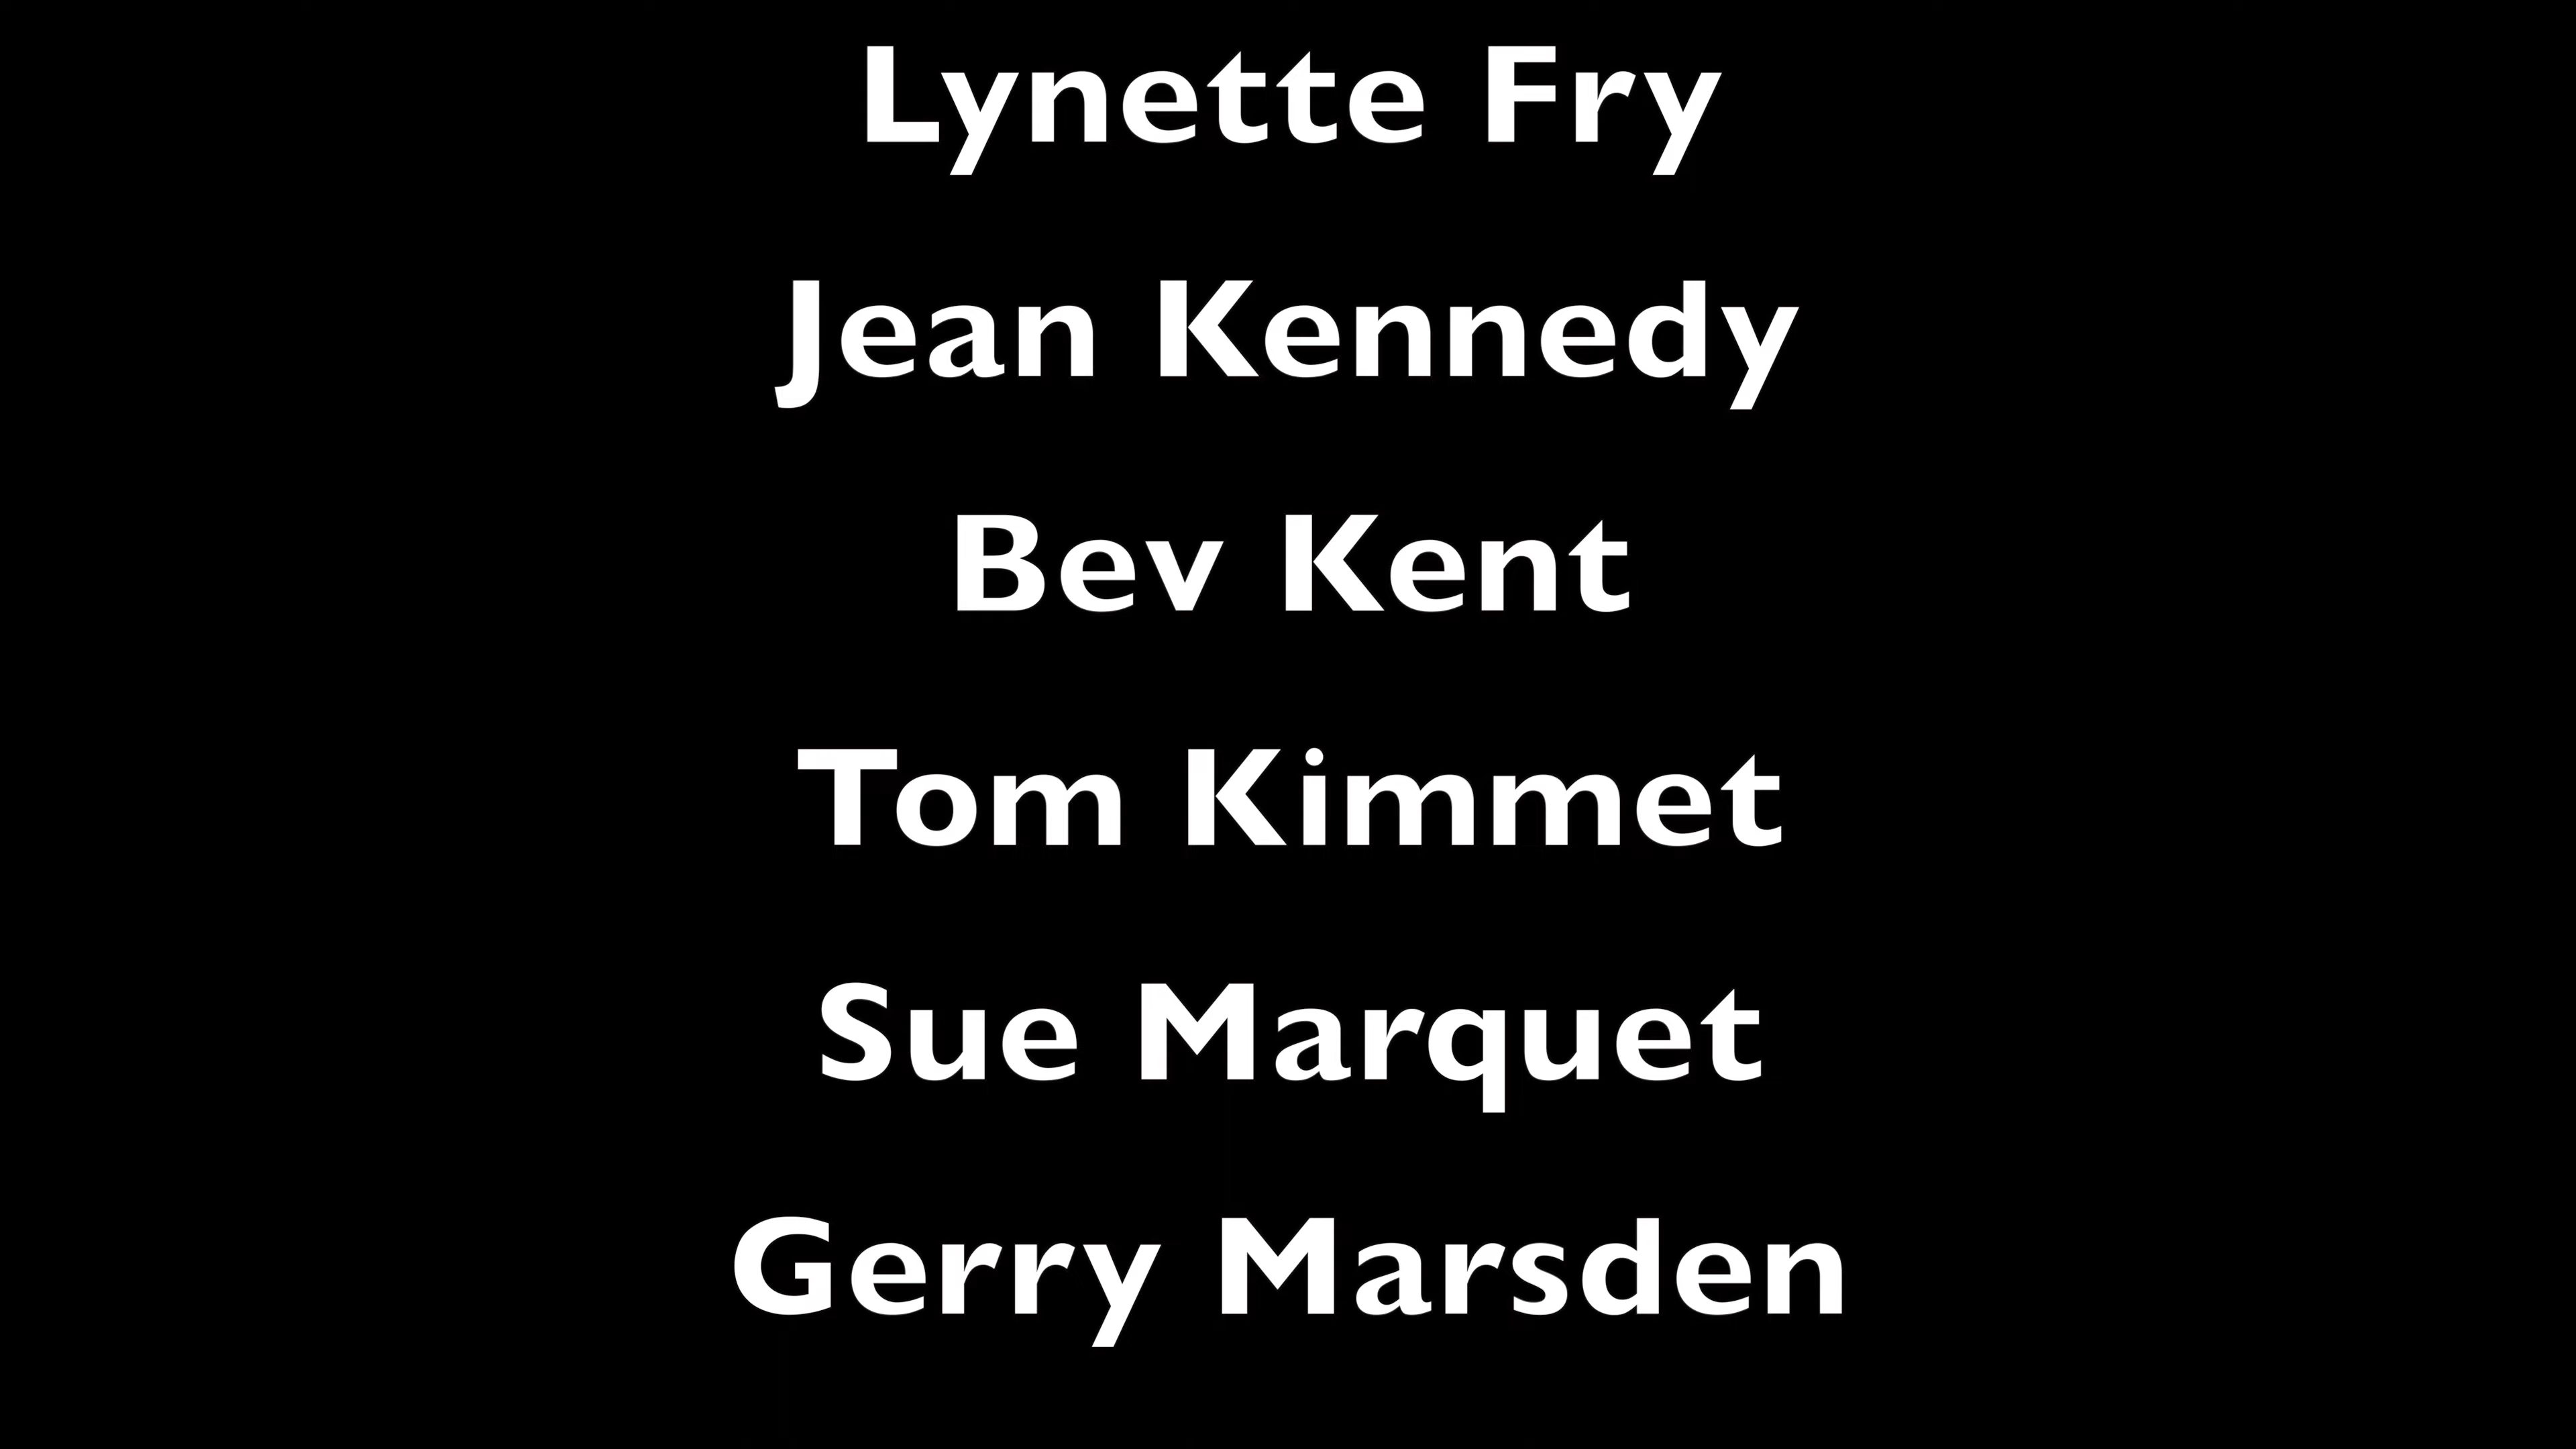 Lynette Fry
Jean Kennedy
Bev Kent
Tom Kimmet
Sue Marquet
Gerry Marsden